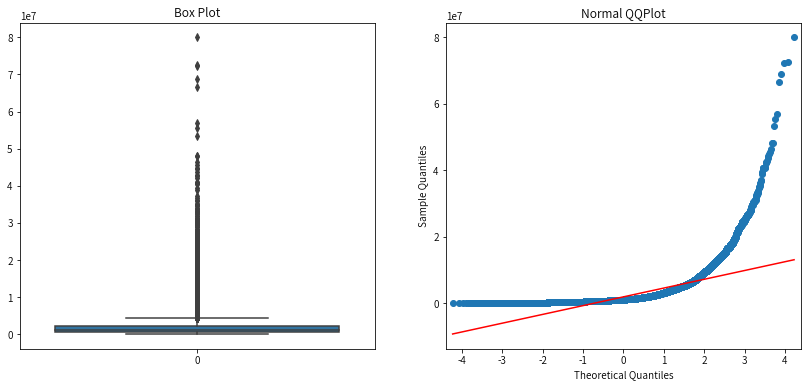 Box Plot
1e7
8
7
6
5
4
3
2
1
0
0
Normal QQPlot
1e7
8
6
4
2
0
Sample Quantiles
-4 -3 -2 -1 0 1 2 3 4
Theoretical Quantiles